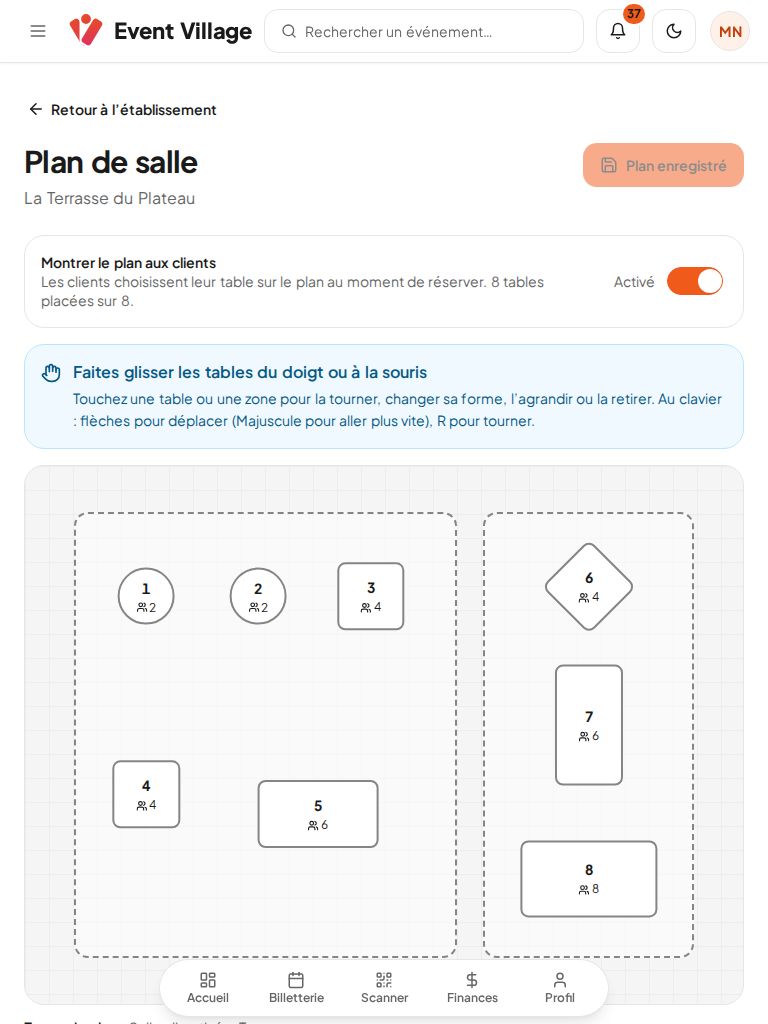 Event Village
Rechercher un événement...
37
MN
Retour à l'établissement
Plan de salle
Plan enregistré
La Terrasse du Plateau
Montrer le plan aux clients
Les clients choisissent leur table sur le plan au moment de réserver. 8 tables
placées sur 8.
Activé
Faites glisser les tables du doigt ou à la souris
Touchez une table ou une zone pour la tourner, changer sa forme, l'agrandir ou la retirer. Au clavier
: flèches pour déplacer (Majuscule pour aller plus vite), R pour tourner.
1
2
2
2
3
4
6
4
7
6
4
4
5
6
8
8
Accueil
Billetterie
Scanner
Finances
Profil